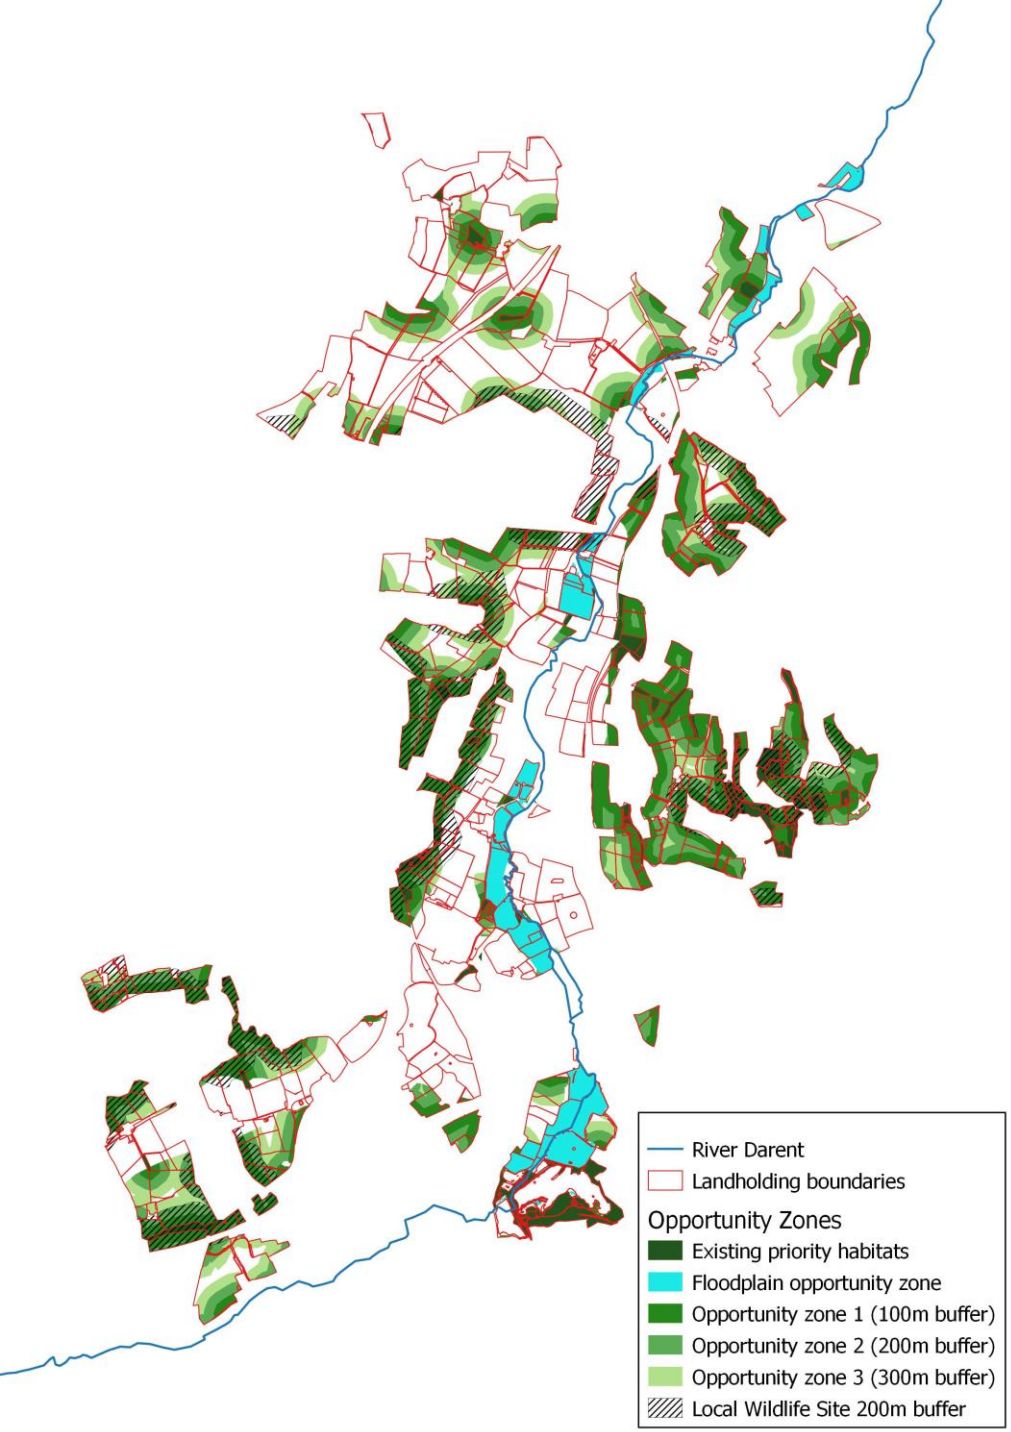 River Darent
Landholding boundaries
Opportunity Zones
Existing priority habitats
Floodplain opportunity zone
Opportunity zone 1 (100m buffer)
Opportunity zone 2 (200m buffer)
Opportunity zone 3 (300m buffer)
Local Wildlife Site 200m buffer